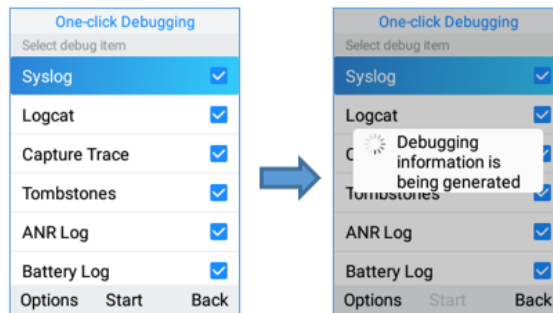 One-click Debugging
Select debug item
Syslog
Logcat
Capture Trace
Tombstones
ANR Log
Battery Log
Options Start Back
One-click Debugging
Select debug item
Syslog
Logcat
C
Debugging
information is
being generated
Tombstones
ANR Log
Battery Log
Options Start Back